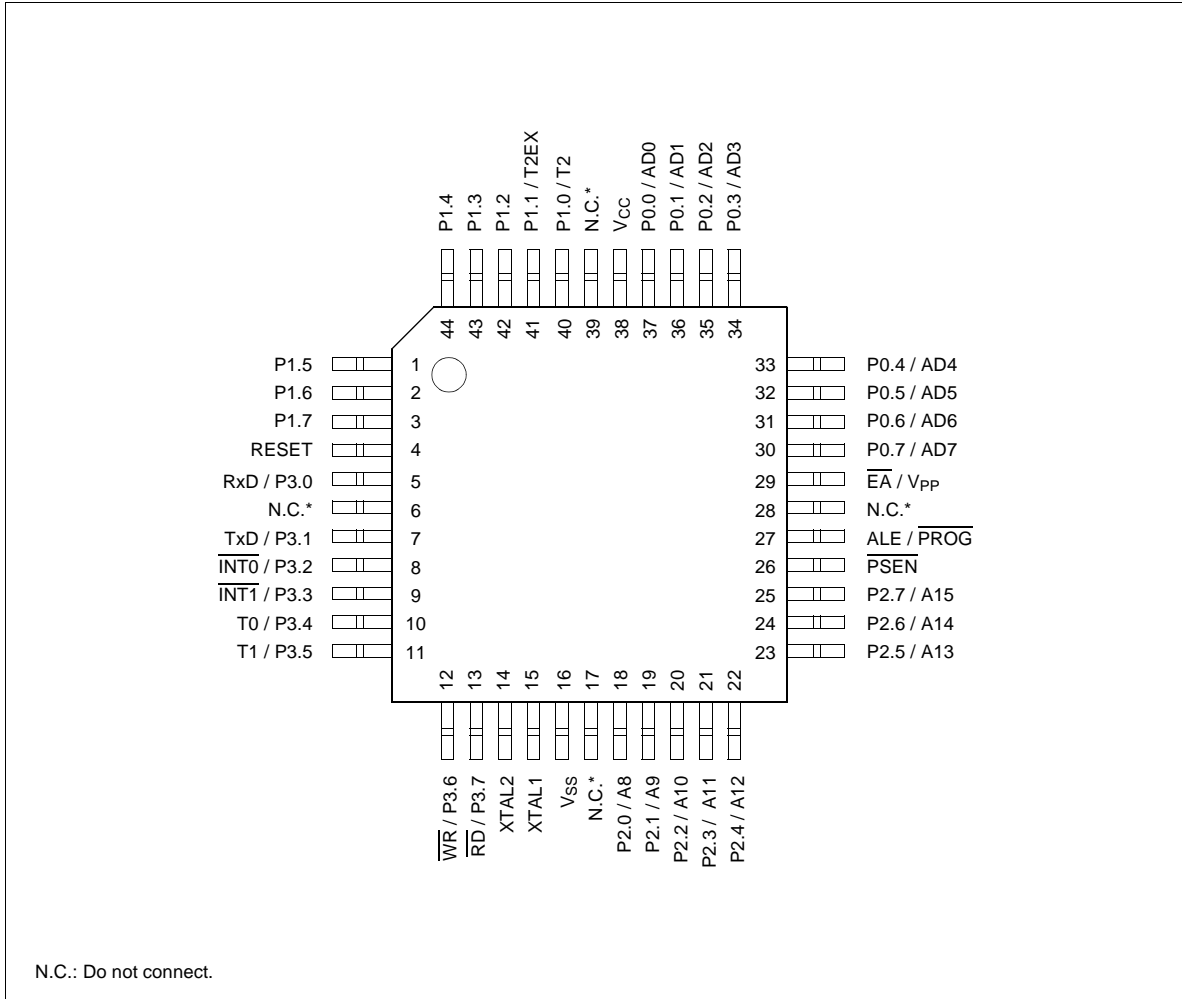 P1.4
P1.3
P1.2
P1.1 / T2EX
P1.0 / T2
N.C.*
VCC
P0.0 / AD0
P0.1 / AD1
P0.2 / AD2
P0.3 / AD3
44 43 42 41 40 39 38 37 36 35 34
P1.5 1
P1.6 2
P1.7 3
RESET 4
RxD / P3.0 5
N.C.* 6
TxD / P3.1 7
I̅N̅T̅0̅ / P3.2 8
I̅N̅T̅1̅ / P3.3 9
T0 / P3.4 10
T1 / P3.5 11
33 P0.4 / AD4
32 P0.5 / AD5
31 P0.6 / AD6
30 P0.7 / AD7
29 E̅A̅ / VPP
28 N.C.*
27 ALE / P̅R̅O̅G̅
26 P̅S̅E̅N̅
25 P2.7 / A15
24 P2.6 / A14
23 P2.5 / A13
12 13 14 15 16 17 18 19 20 21 22
W̅R̅ / P3.6
R̅D̅ / P3.7
XTAL2
XTAL1
VSS
N.C.*
P2.0 / A8
P2.1 / A9
P2.2 / A10
P2.3 / A11
P2.4 / A12
N.C.: Do not connect.